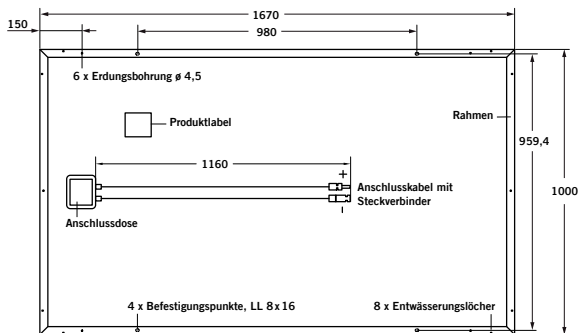 1670
150
980
6 x Erdungsbohrung ø 4,5
Produktlabel
Rahmen
959,4
1160
1000
+
Anschlusskabel mit
Steckverbinder
Anschlussdose
–
4 x Befestigungspunkte, LL 8x16
8 x Entwässerungslöcher